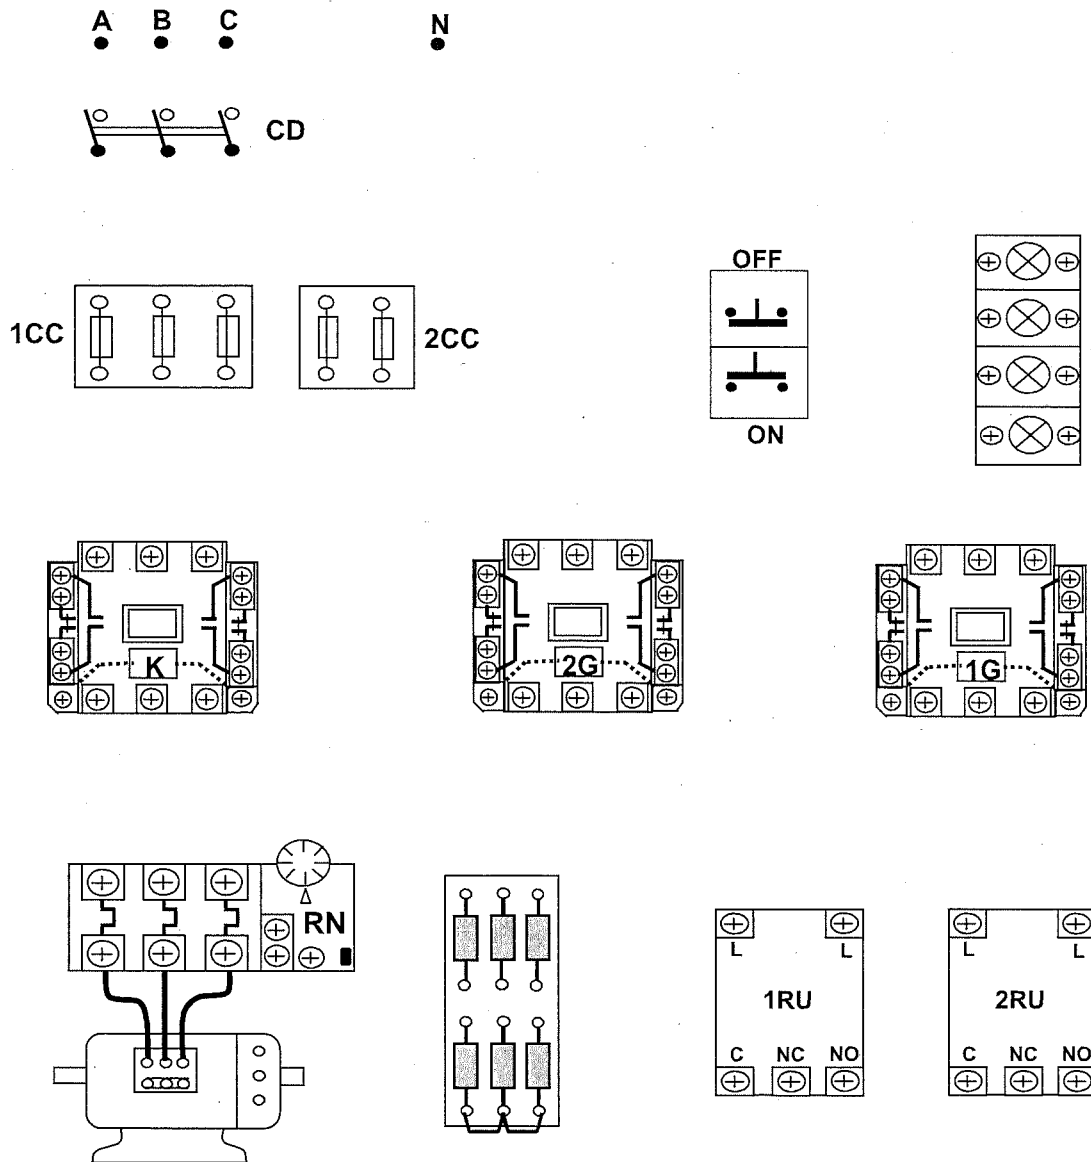 A B C N
CD
OFF
1CC 2CC
ON
K 2G 1G
RN
L L L L
1RU 2RU
C NC NO C NC NO